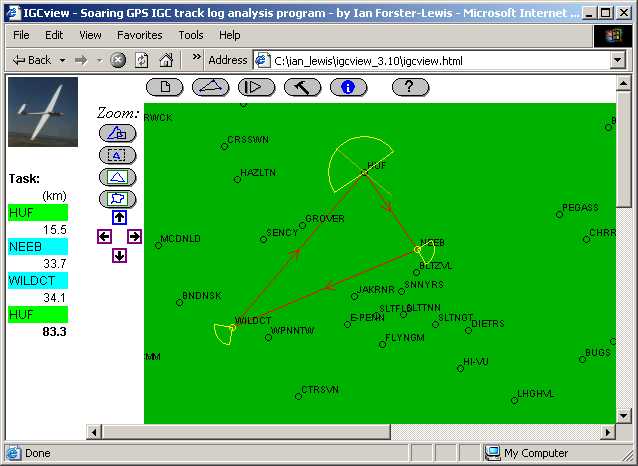 IGCview - Soaring GPS IGC track log analysis program - by Ian Forster-Lewis - Microsoft Internet ...
File Edit View Favorites Tools Help
Back » Address C:\ian_lewis\igcview_3.10\igcview.html
Zoom:
A
Task:
(km)
HUF
15.5
NEEB
33.7
WILDCT
34.1
HUF
83.3
i ?
RWCK
CRSSWN
HUF
HAZLTN
PEGASS
GROVER
SENCY
MCDNLD
NEEB
CHRR
BLTZVL
SNNYRS
JAKRNR
BNDNSK
SLTFLS
BLTTNN
WILDCT
E-PENN
SLTNGT
WPNNTW
DIETRS
FLYNGM
MM
HI-VU
BUGS
CTRSVN
LHGHVL
Done My Computer